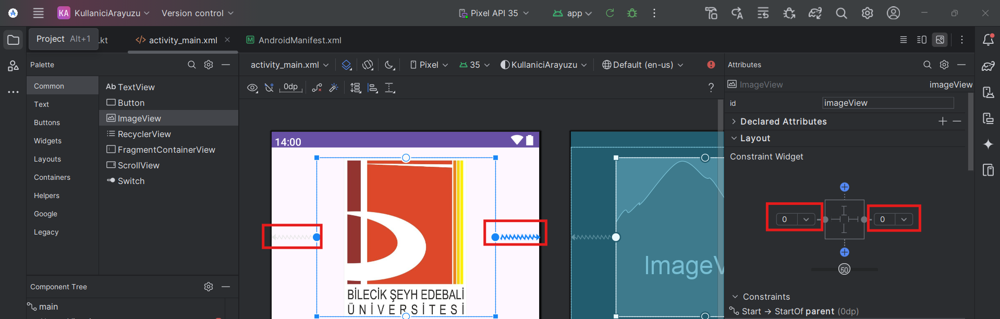 KA KullaniciArayuzu Version control Pixel API 35 app
Project Alt+1 .kt activity_main.xml AndroidManifest.xml
Palette activity_main.xml Pixel 35 KullaniciArayuzu Default (en-us) Attributes
Common
Text
Buttons
Widgets
Layouts
Containers
Helpers
Google
Legacy
Ab TextView
Button
ImageView
RecyclerView
FragmentContainerView
ScrollView
Switch
0dp
?
14:00
BİLECİK ŞEYH EDEBALİ
ÜNİVERSİTESİ
ImageV
ImageView imageView
id imageView
Declared Attributes
Layout
Constraint Widget
0 0
50
Constraints
Start → StartOf parent (0dp)
Component Tree
main